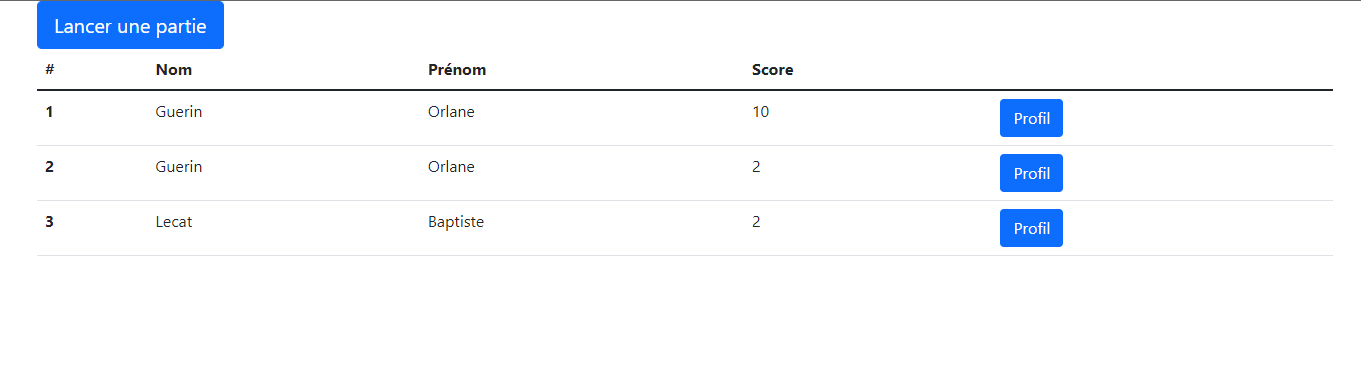 Lancer une partie
# Nom Prénom Score
1 Guerin Orlane 10 Profil
2 Guerin Orlane 2 Profil
3 Lecat Baptiste 2 Profil